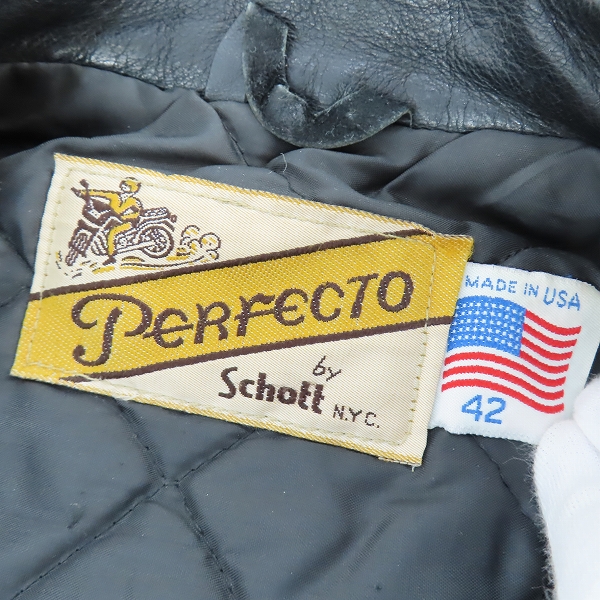 PERFECTO
by
Schott N.Y.C.
MADE IN USA
42